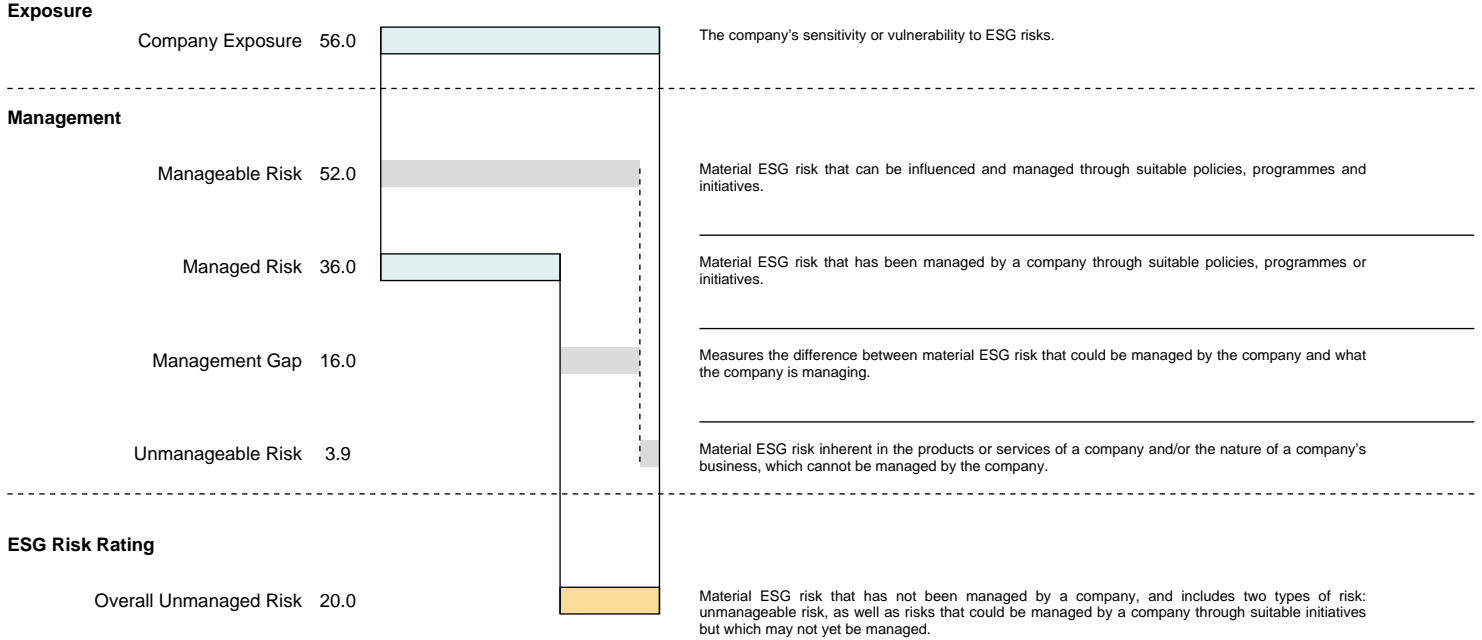 Exposure
Company Exposure 56.0
The company’s sensitivity or vulnerability to ESG risks.
Management
Manageable Risk 52.0
Material ESG risk that can be influenced and managed through suitable policies, programmes and
initiatives.
Managed Risk 36.0
Material ESG risk that has been managed by a company through suitable policies, programmes or
initiatives.
Management Gap 16.0
Measures the difference between material ESG risk that could be managed by the company and what
the company is managing.
Unmanageable Risk 3.9
Material ESG risk inherent in the products or services of a company and/or the nature of a company’s
business, which cannot be managed by the company.
ESG Risk Rating
Overall Unmanaged Risk 20.0
Material ESG risk that has not been managed by a company, and includes two types of risk:
unmanageable risk, as well as risks that could be managed by a company through suitable initiatives
but which may not yet be managed.